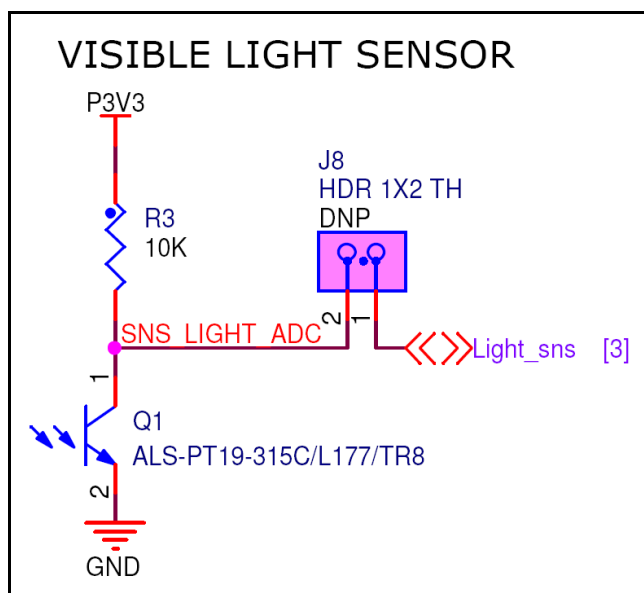 VISIBLE LIGHT SENSOR
P3V3
J8
HDR 1X2 TH
DNP
R3
10K
2
1
SNS_LIGHT_ADC
Light_sns [3]
1
Q1
ALS-PT19-315C/L177/TR8
2
GND